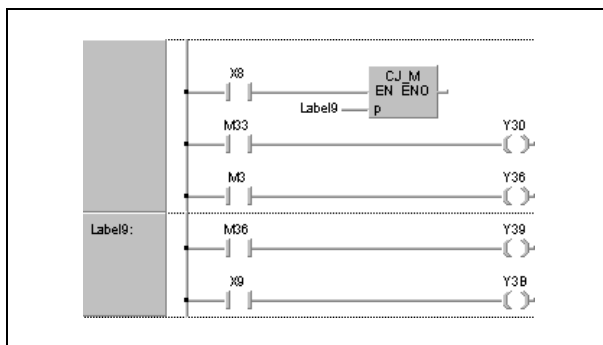 X8
CJ_M
EN ENO
Label9
p
M33
Y30
M3
Y36
Label9:
M36
Y39
X9
Y3B